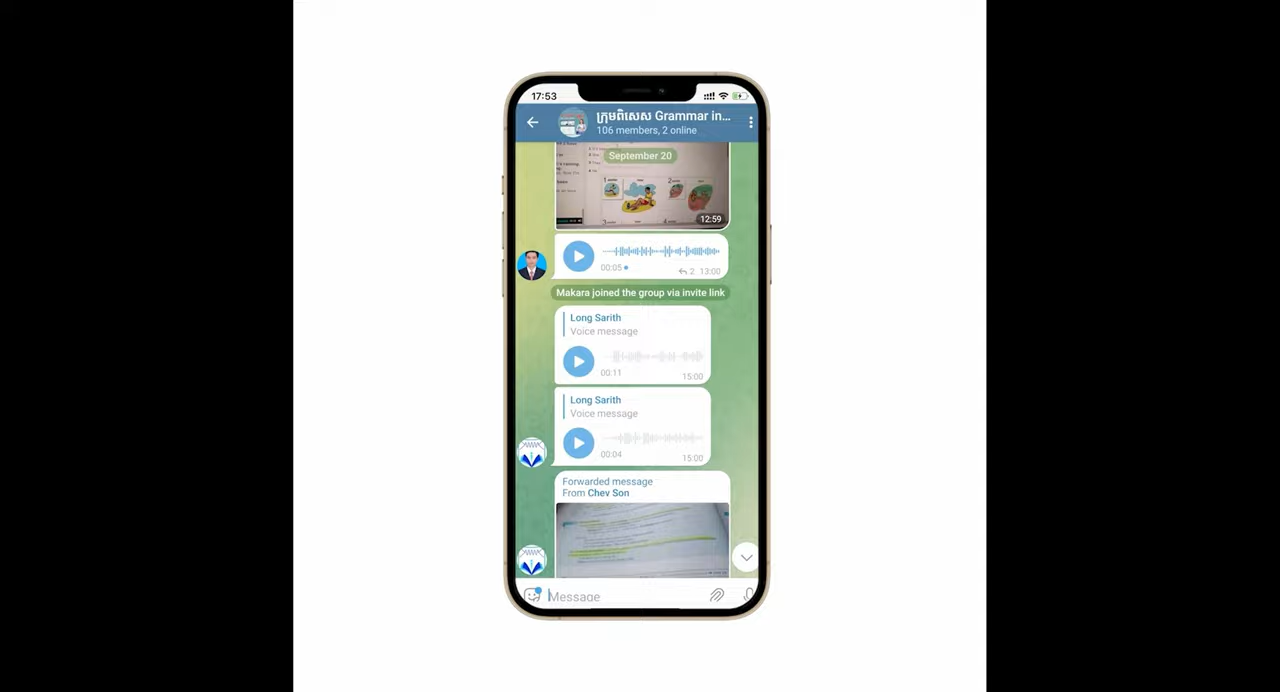 17:53
ក្រុមពិសេស Grammar in...
106 members, 2 online
September 20
12:59
00:05
2 13:00
Makara joined the group via invite link
Long Sarith
Voice message
00:11
15:00
Long Sarith
Voice message
00:04
15:00
Forwarded message
From Chev Son
Message